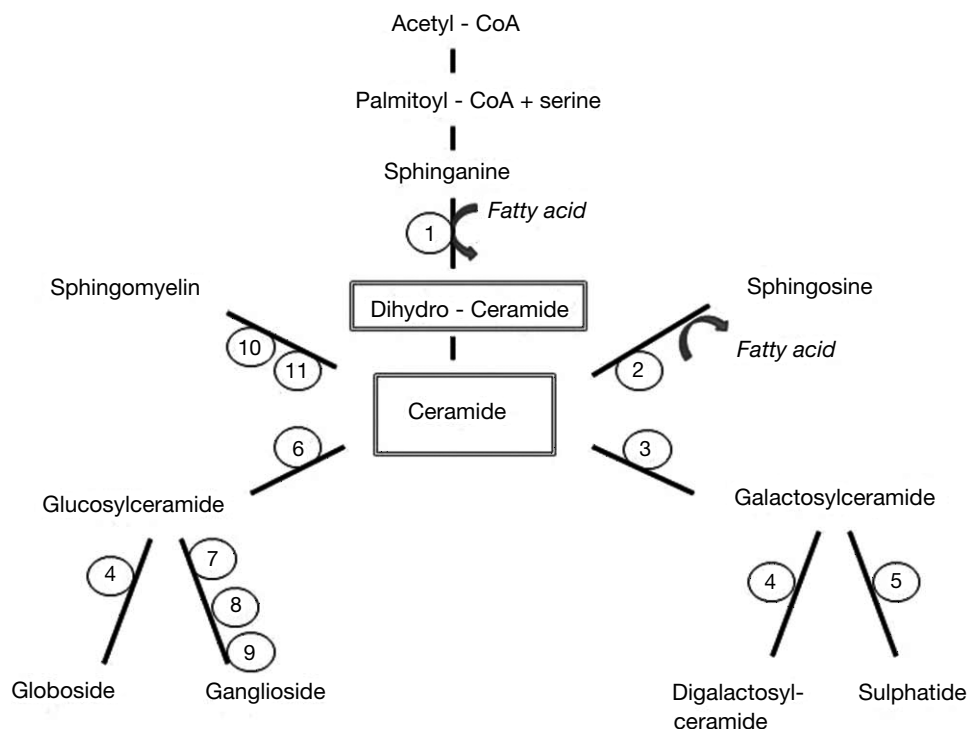 Acetyl - CoA
Palmitoyl - CoA + serine
Sphinganine
Fatty acid
1
Sphingomyelin
Dihydro - Ceramide
Sphingosine
Fatty acid
10
11
2
Ceramide
6
3
Glucosylceramide
Galactosylceramide
4
7
8
9
4
5
Globoside
Ganglioside
Digalactosyl-
ceramide
Sulphatide